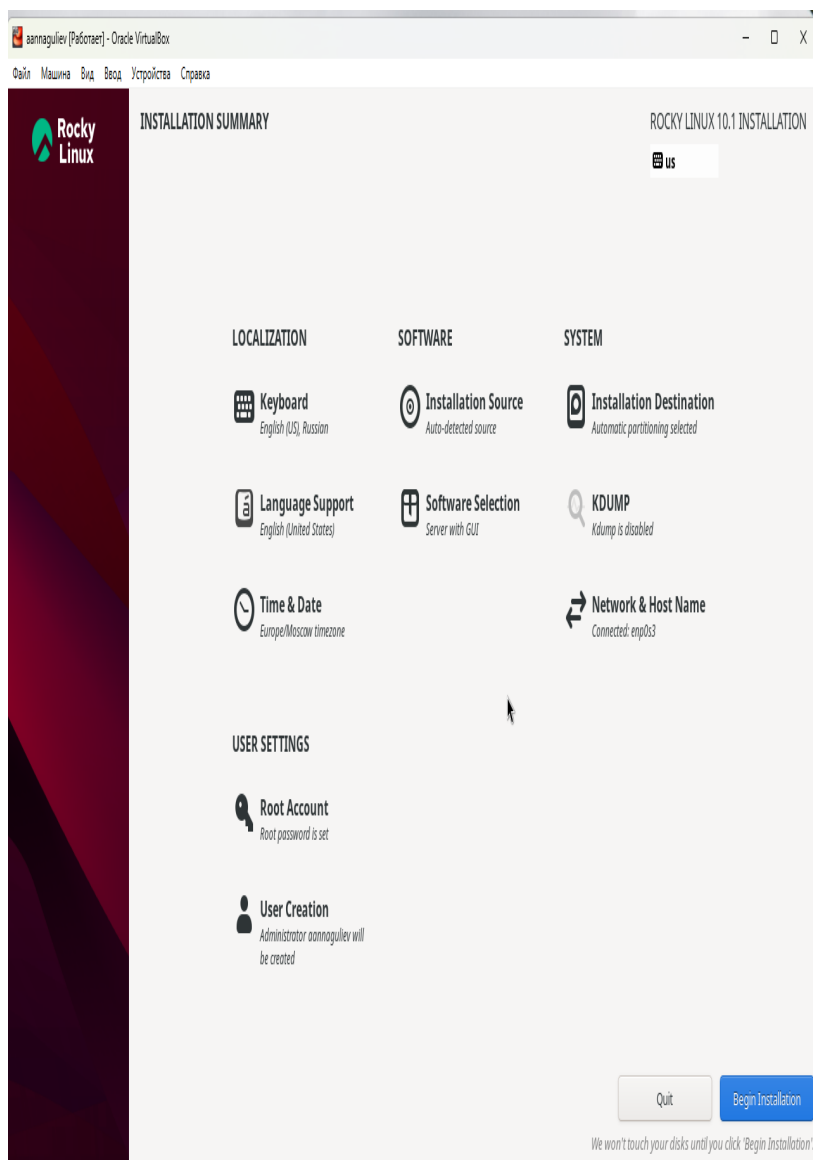 aannaguliev [Работает] - Oracle VirtualBox
Файл Машина Вид Ввод Устройства Справка
Rocky
Linux
INSTALLATION SUMMARY
ROCKY LINUX 10.1 INSTALLATION
us
LOCALIZATION
Keyboard
English (US), Russian
Language Support
English (United States)
Time & Date
Europe/Moscow timezone
SOFTWARE
Installation Source
Auto-detected source
Software Selection
Server with GUI
SYSTEM
Installation Destination
Automatic partitioning selected
KDUMP
Kdump is disabled
Network & Host Name
Connected: enp0s3
USER SETTINGS
Root Account
Root password is set
User Creation
Administrator aannaguliev will
be created
Quit
Begin Installation
We won't touch your disks until you click 'Begin Installation'.